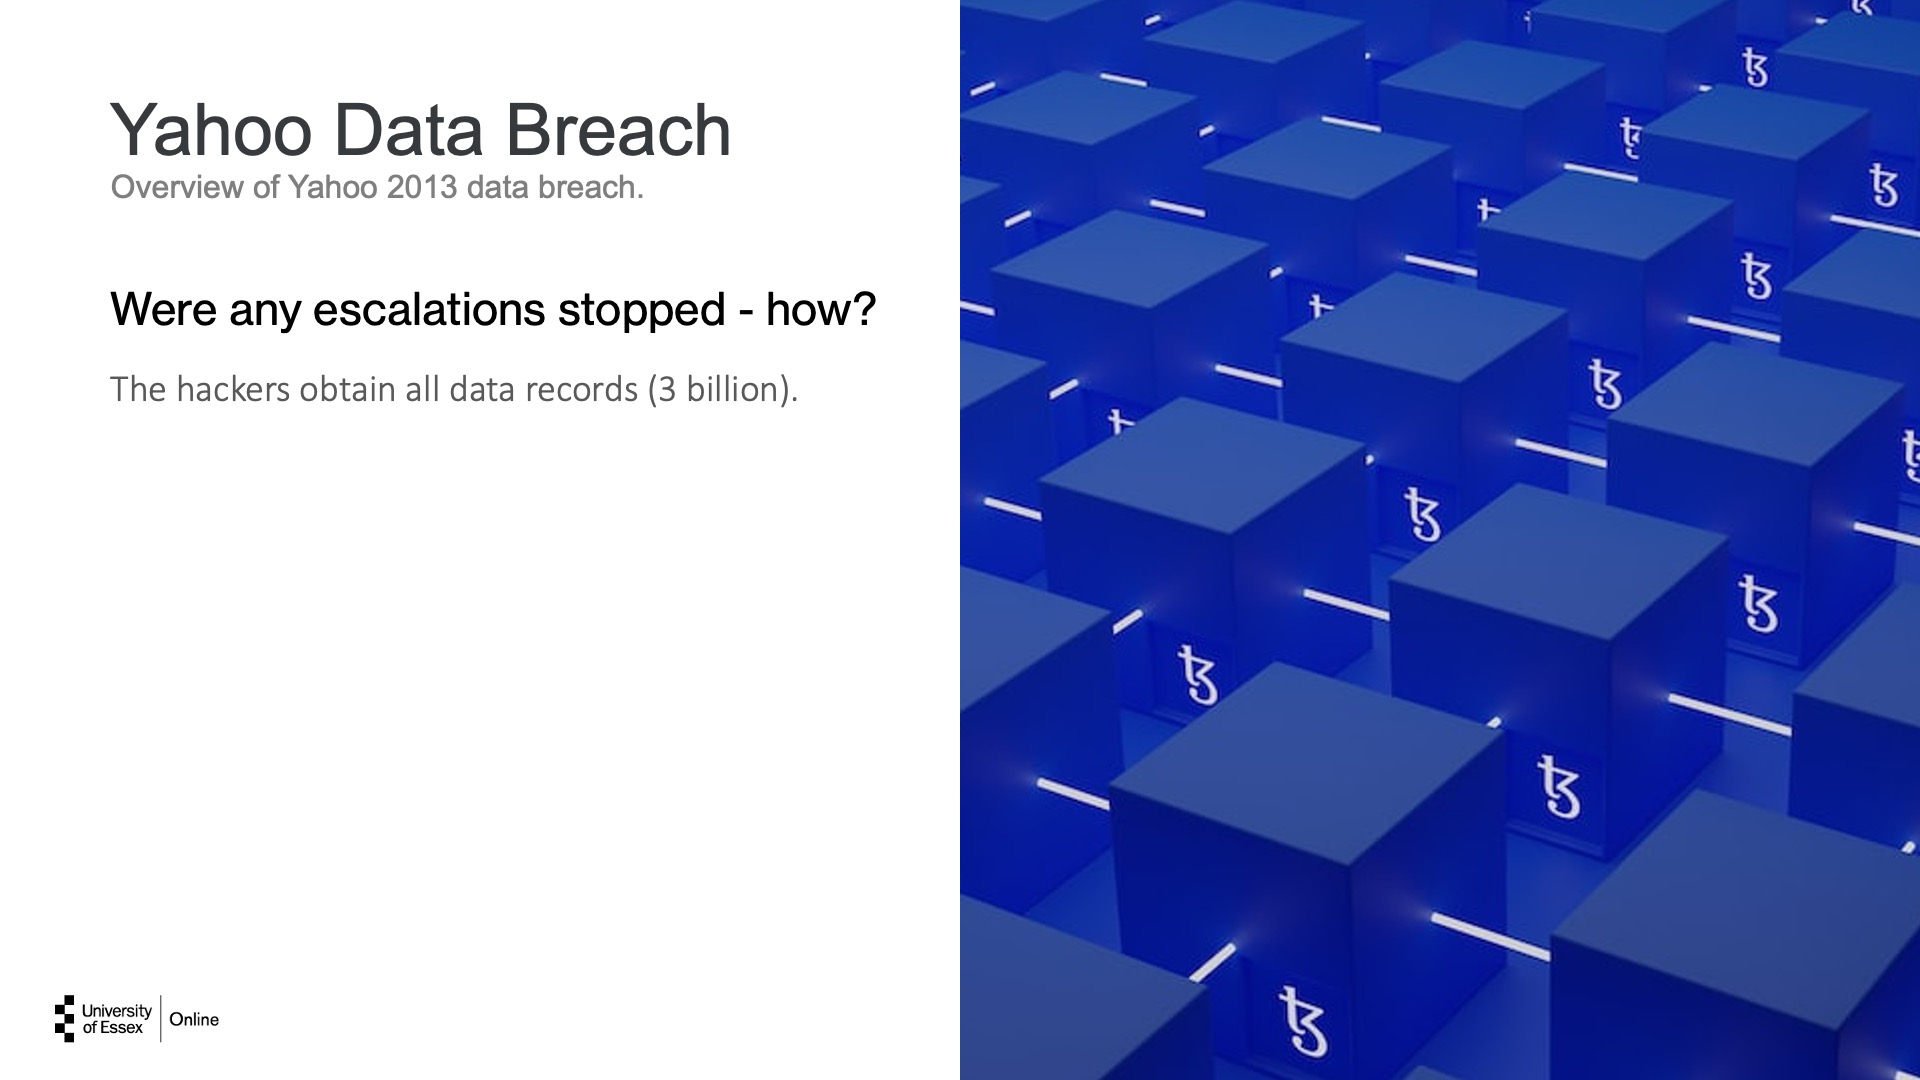 Yahoo Data Breach
Overview of Yahoo 2013 data breach.
Were any escalations stopped - how?
The hackers obtain all data records (3 billion).
University
of Essex
Online